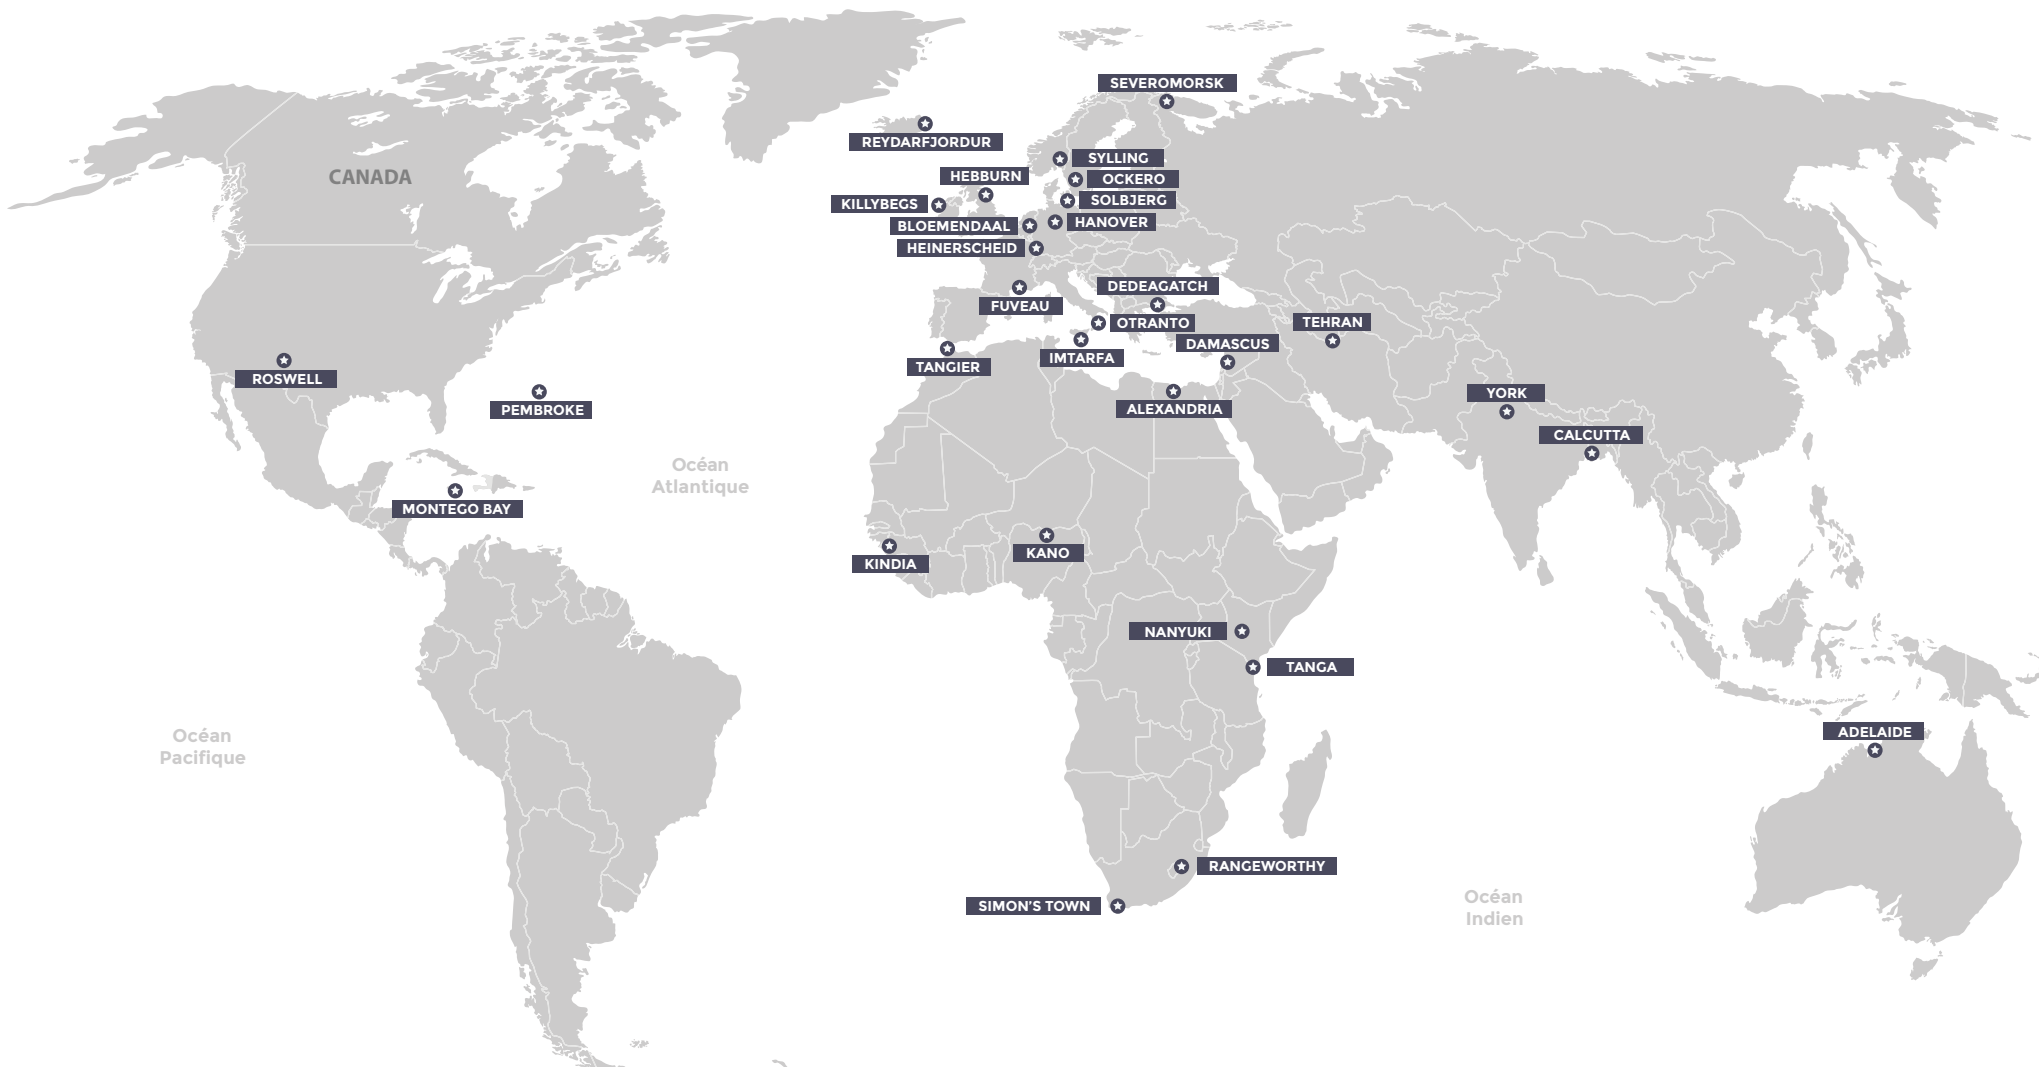 SEVEROMORSK
REYDARFJORDUR
SYLLING
CANADA
HEBBURN
OCKERO
KILLYBEGS
SOLBJERG
BLOEMENDAAL
HANOVER
HEINERSCHEID
DEDEAGATCH
FUVEAU
OTRANTO
TEHRAN
DAMASCUS
IMTARFA
TANGIER
ROSWELL
YORK
PEMBROKE
ALEXANDRIA
CALCUTTA
Océan
Atlantique
MONTEGO BAY
KANO
KINDIA
NANYUKI
TANGA
ADELAIDE
Océan
Pacifique
RANGEWORTHY
Océan
Indien
SIMON'S TOWN